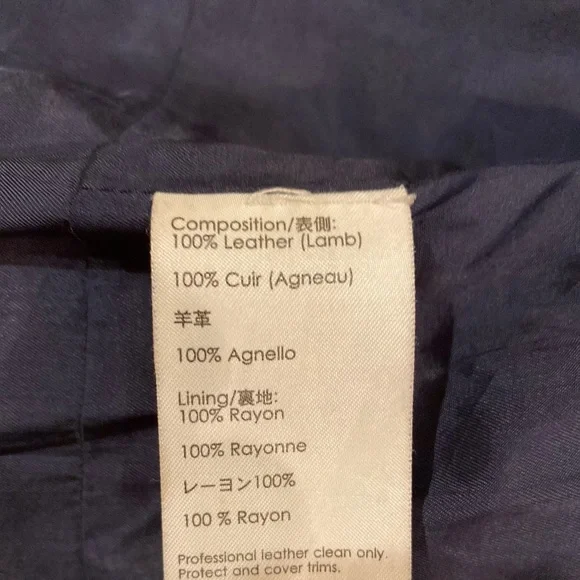 Composition/表側:
100% Leather (Lamb)
100% Cuir (Agneau)
羊革
100% Agnello
Lining/裏地:
100% Rayon
100% Rayonne
レーヨン100%
100 % Rayon
Professional leather clean only.
Protect and cover trims.